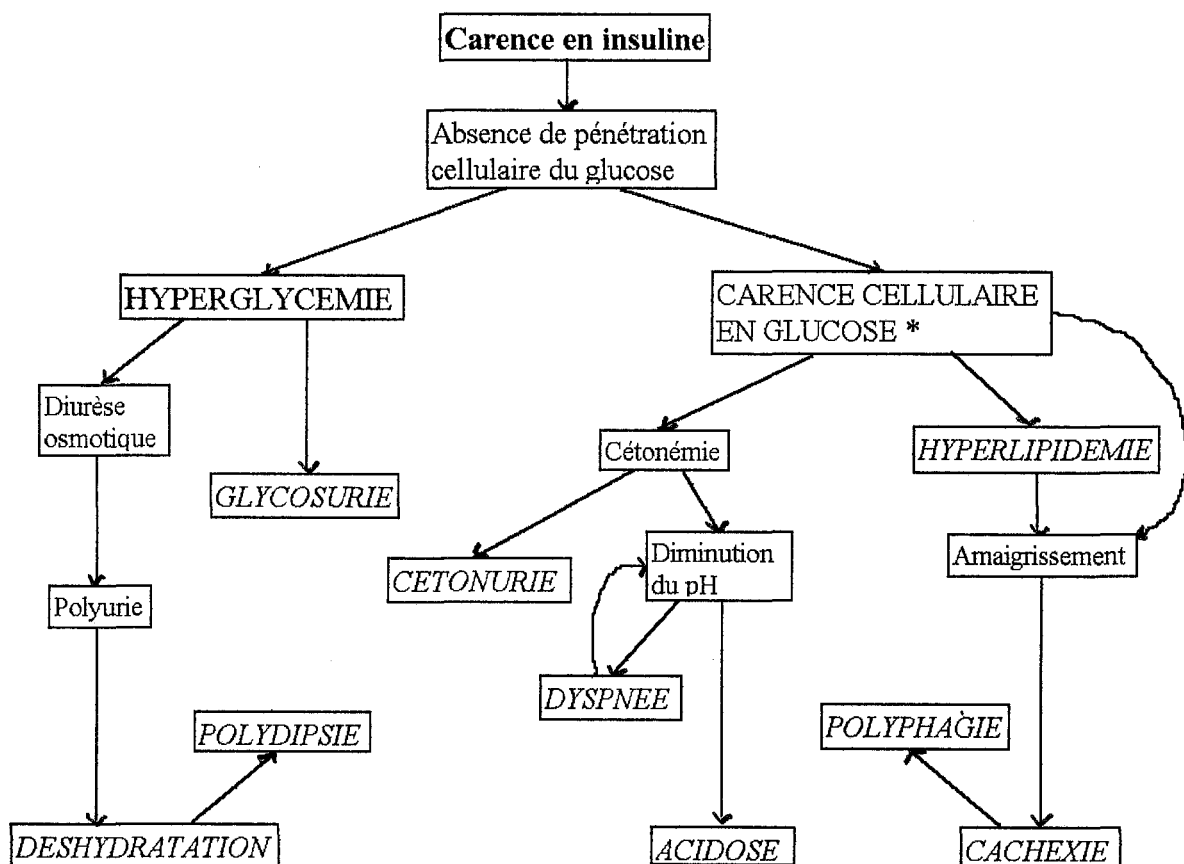 Carence en insuline
Absence de pénétration
cellulaire du glucose
HYPERGLYCEMIE
CARENCE CELLULAIRE
EN GLUCOSE *
Diurèse
osmotique
GLYCOSURIE
Cétonémie
HYPERLIPIDEMIE
CETONURIE
Diminution
du pH
Amaigrissement
Polyurie
DYSPNEE
POLYDIPSIE
POLYPHAGIE
DESHYDRATATION
ACIDOSE
CACHEXIE